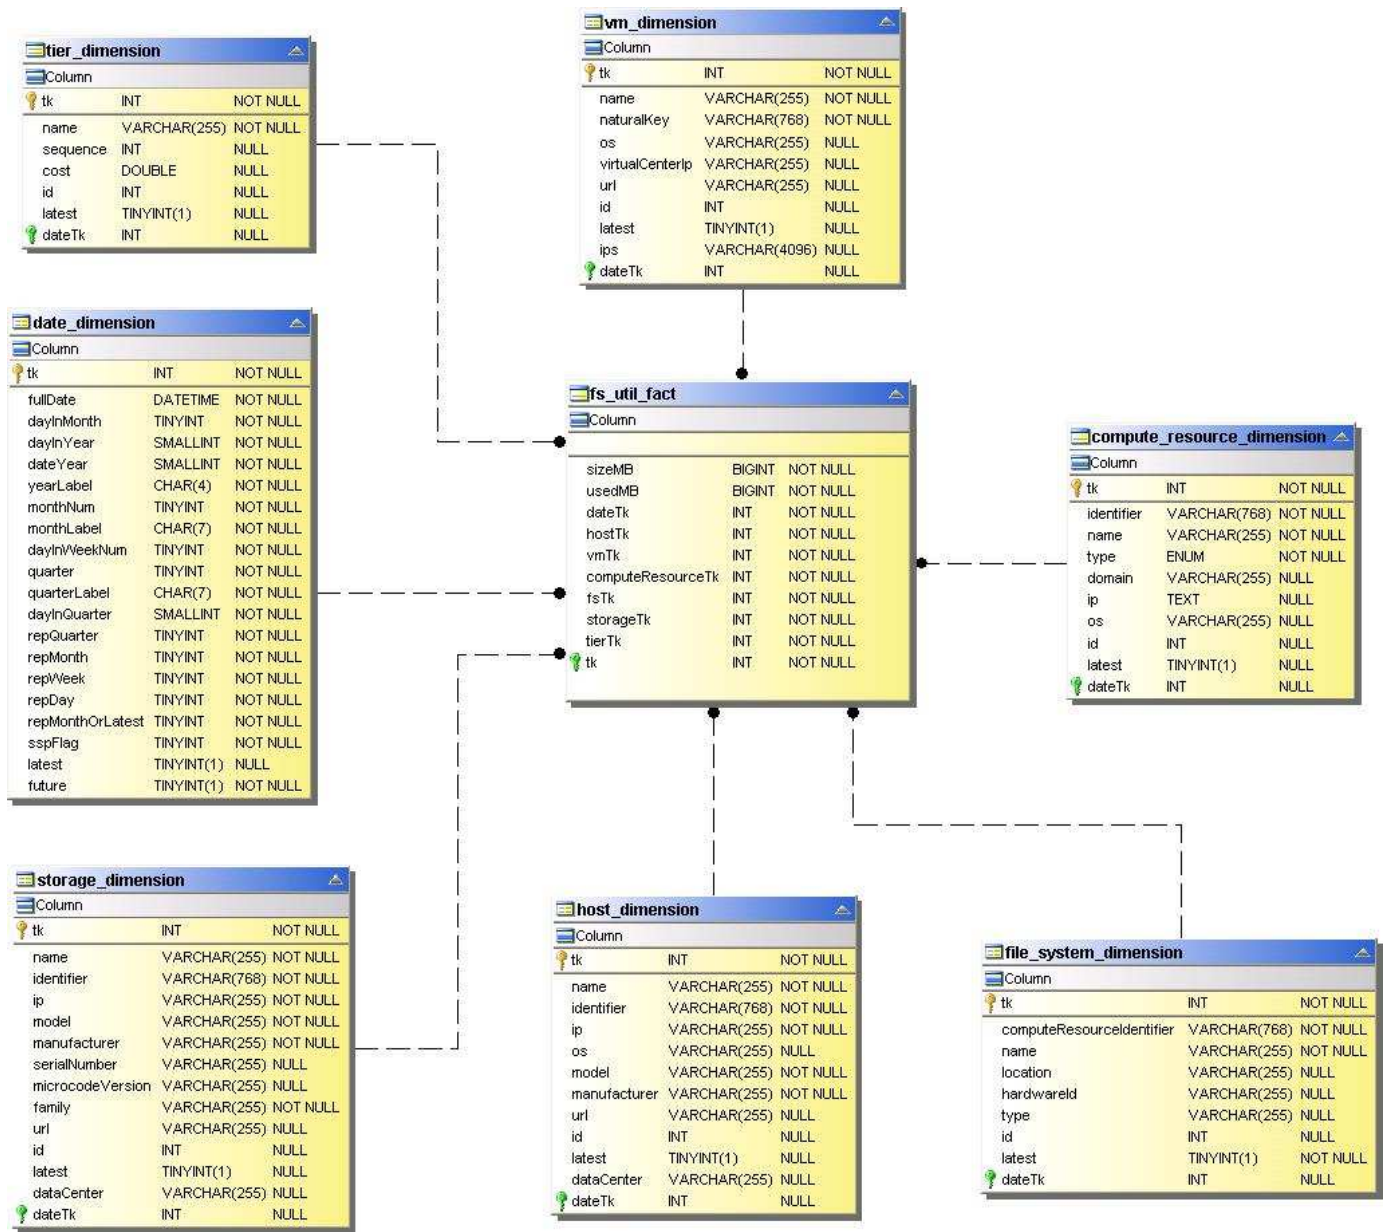 tier_dimension
Column
tk INT NOT NULL
name VARCHAR(255) NOT NULL
sequence INT NULL
cost DOUBLE NULL
id INT NULL
latest TINYINT(1) NULL
dateTk INT NULL
vm_dimension
Column
tk INT NOT NULL
name VARCHAR(255) NOT NULL
naturalKey VARCHAR(768) NOT NULL
os VARCHAR(255) NULL
virtualCenterIp VARCHAR(255) NULL
url VARCHAR(255) NULL
id INT NULL
latest TINYINT(1) NULL
ips VARCHAR(4096) NULL
dateTk INT NULL
date_dimension
Column
tk INT NOT NULL
fullDate DATETIME NOT NULL
dayInMonth TINYINT NOT NULL
dayInYear SMALLINT NOT NULL
dateYear SMALLINT NOT NULL
yearLabel CHAR(4) NOT NULL
monthNum TINYINT NOT NULL
monthLabel CHAR(7) NOT NULL
dayInWeekNum TINYINT NOT NULL
quarter TINYINT NOT NULL
quarterLabel CHAR(7) NOT NULL
dayInQuarter SMALLINT NOT NULL
repQuarter TINYINT NOT NULL
repMonth TINYINT NOT NULL
repWeek TINYINT NOT NULL
repDay TINYINT NOT NULL
repMonthOrLatest TINYINT NOT NULL
sspFlag TINYINT NOT NULL
latest TINYINT(1) NULL
future TINYINT(1) NOT NULL
fs_util_fact
Column
sizeMB BIGINT NOT NULL
usedMB BIGINT NOT NULL
dateTk INT NOT NULL
hostTk INT NOT NULL
vmTk INT NOT NULL
computeResourceTk INT NOT NULL
fsTk INT NOT NULL
storageTk INT NOT NULL
tierTk INT NOT NULL
tk INT NOT NULL
compute_resource_dimension
Column
tk INT NOT NULL
identifier VARCHAR(768) NOT NULL
name VARCHAR(255) NOT NULL
type ENUM NOT NULL
domain VARCHAR(255) NULL
ip TEXT NULL
os VARCHAR(255) NULL
id INT NULL
latest TINYINT(1) NULL
dateTk INT NULL
storage_dimension
Column
tk INT NOT NULL
name VARCHAR(255) NOT NULL
identifier VARCHAR(768) NOT NULL
ip VARCHAR(255) NOT NULL
model VARCHAR(255) NOT NULL
manufacturer VARCHAR(255) NOT NULL
serialNumber VARCHAR(255) NULL
microcodeVersion VARCHAR(255) NULL
family VARCHAR(255) NOT NULL
url VARCHAR(255) NULL
id INT NULL
latest TINYINT(1) NULL
dataCenter VARCHAR(255) NULL
dateTk INT NULL
host_dimension
Column
tk INT NOT NULL
name VARCHAR(255) NOT NULL
identifier VARCHAR(768) NOT NULL
ip VARCHAR(255) NOT NULL
os VARCHAR(255) NULL
model VARCHAR(255) NOT NULL
manufacturer VARCHAR(255) NOT NULL
url VARCHAR(255) NULL
id INT NULL
latest TINYINT(1) NULL
dataCenter VARCHAR(255) NULL
dateTk INT NULL
file_system_dimension
Column
tk INT NOT NULL
computeResourceIdentifier VARCHAR(768) NOT NULL
name VARCHAR(255) NOT NULL
location VARCHAR(255) NULL
hardwareId VARCHAR(255) NULL
type VARCHAR(255) NULL
id INT NULL
latest TINYINT(1) NOT NULL
dateTk INT NULL